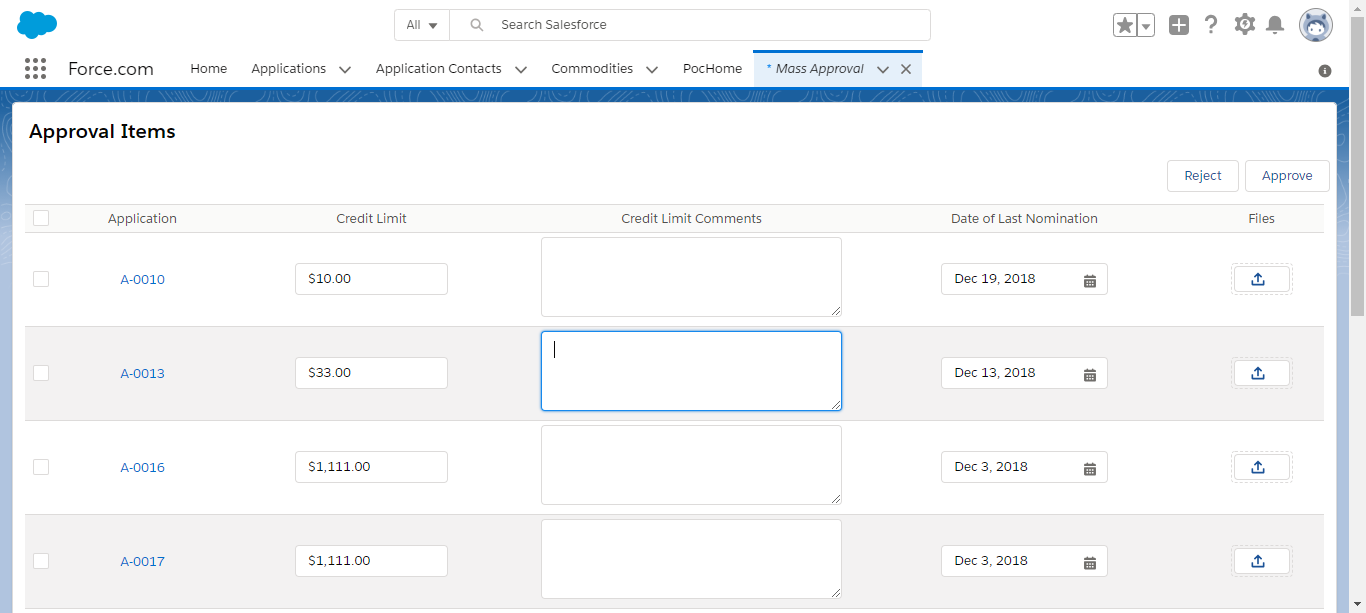 All Search Salesforce
Force.com Home Applications Application Contacts Commodities PocHome * Mass Approval
Approval Items
Reject Approve
Application Credit Limit Credit Limit Comments Date of Last Nomination Files
A-0010 $10.00 Dec 19, 2018
A-0013 $33.00 Dec 13, 2018
A-0016 $1,111.00 Dec 3, 2018
A-0017 $1,111.00 Dec 3, 2018